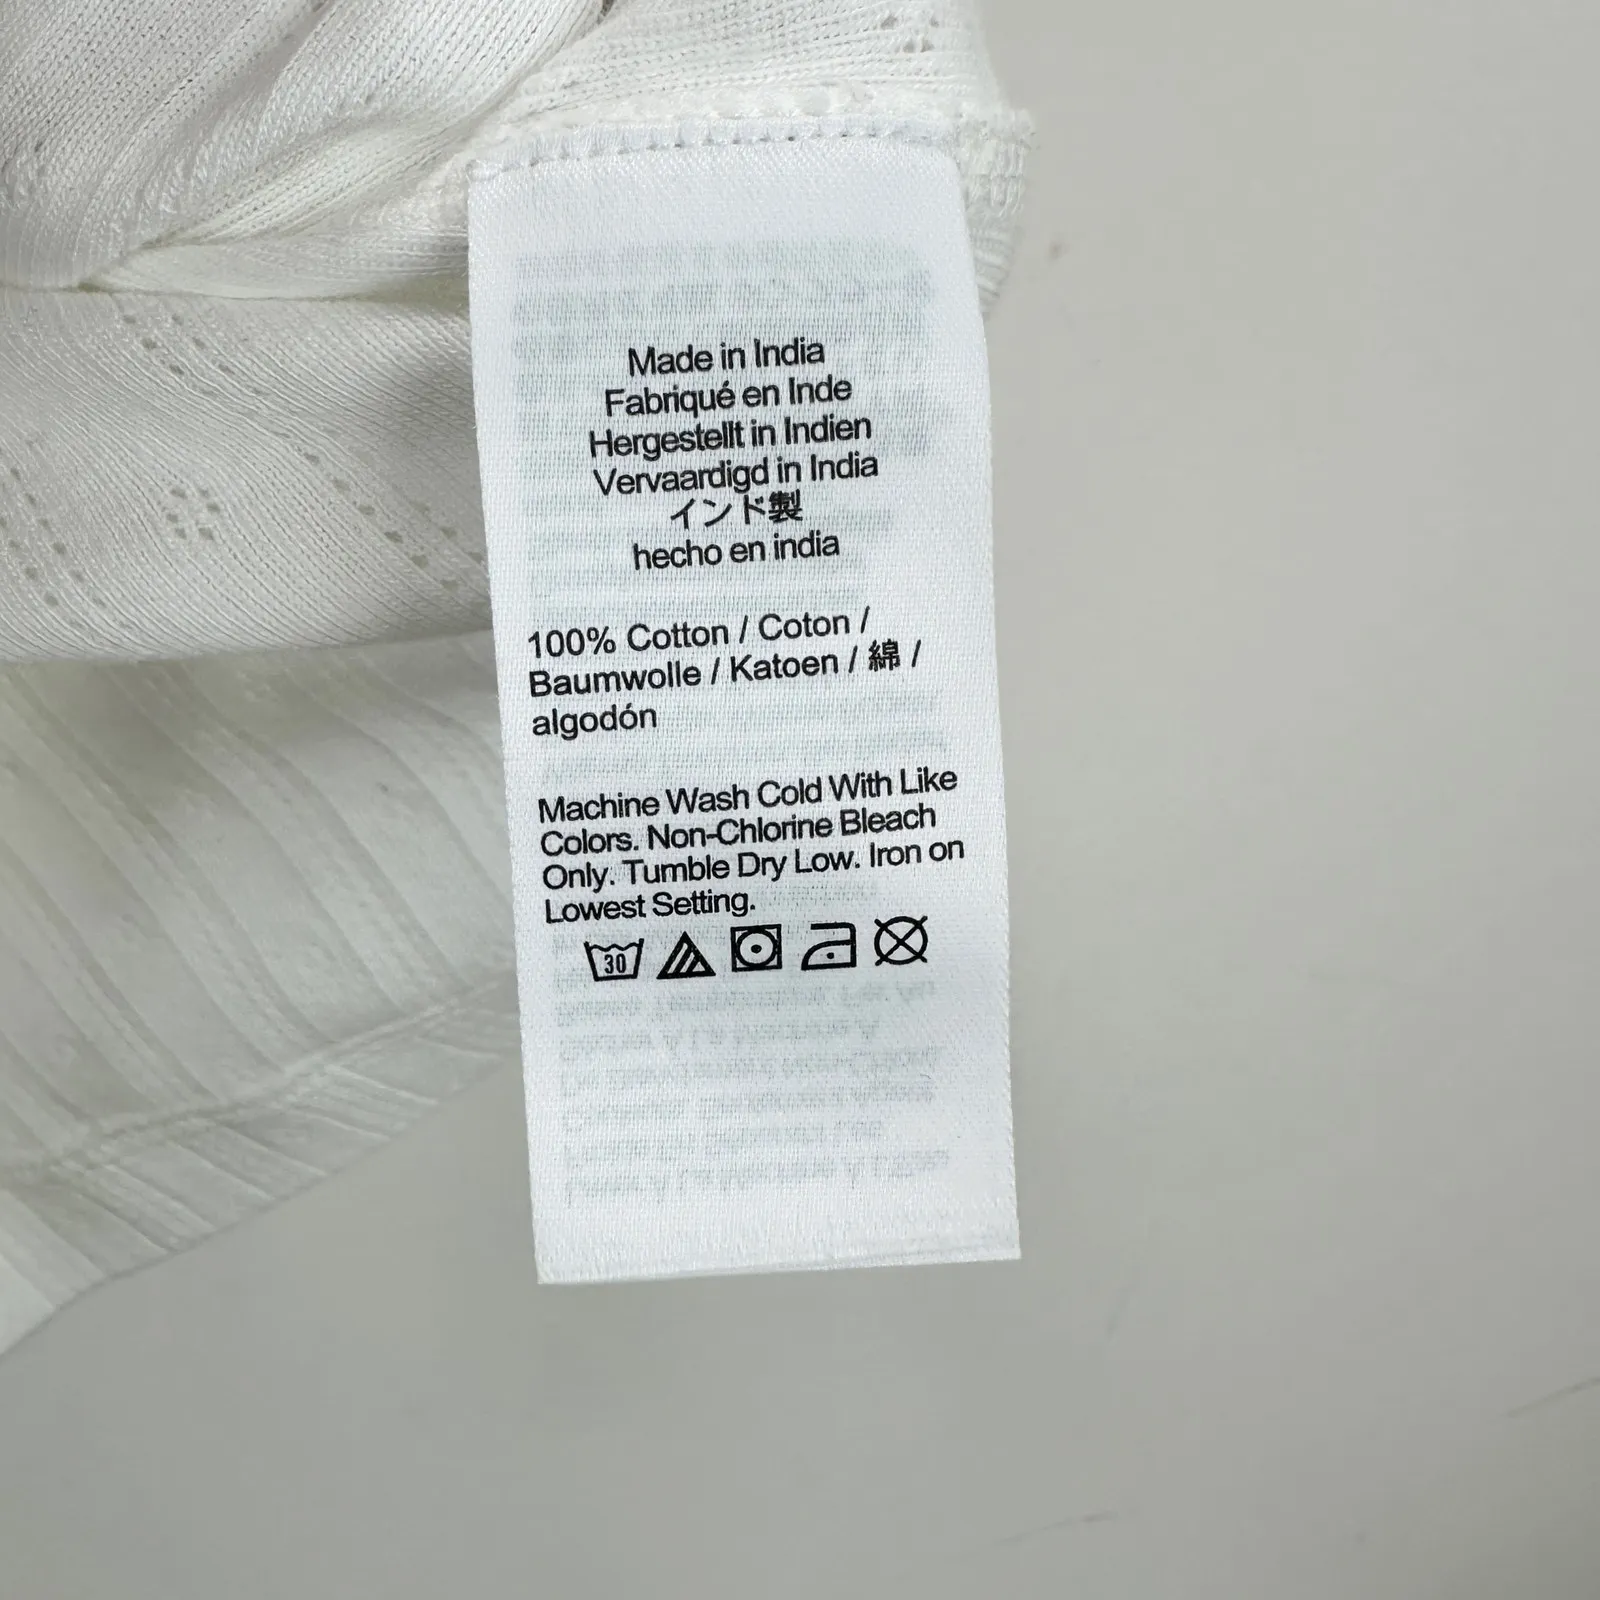 Made in India
Fabriqué en Inde
Hergestellt in Indien
Vervaardigd in India
インド製
hecho en india
100% Cotton / Coton /
Baumwolle / Katoen / 綿 /
algodón
Machine Wash Cold With Like
Colors. Non-Chlorine Bleach
Only. Tumble Dry Low. Iron on
Lowest Setting.
30